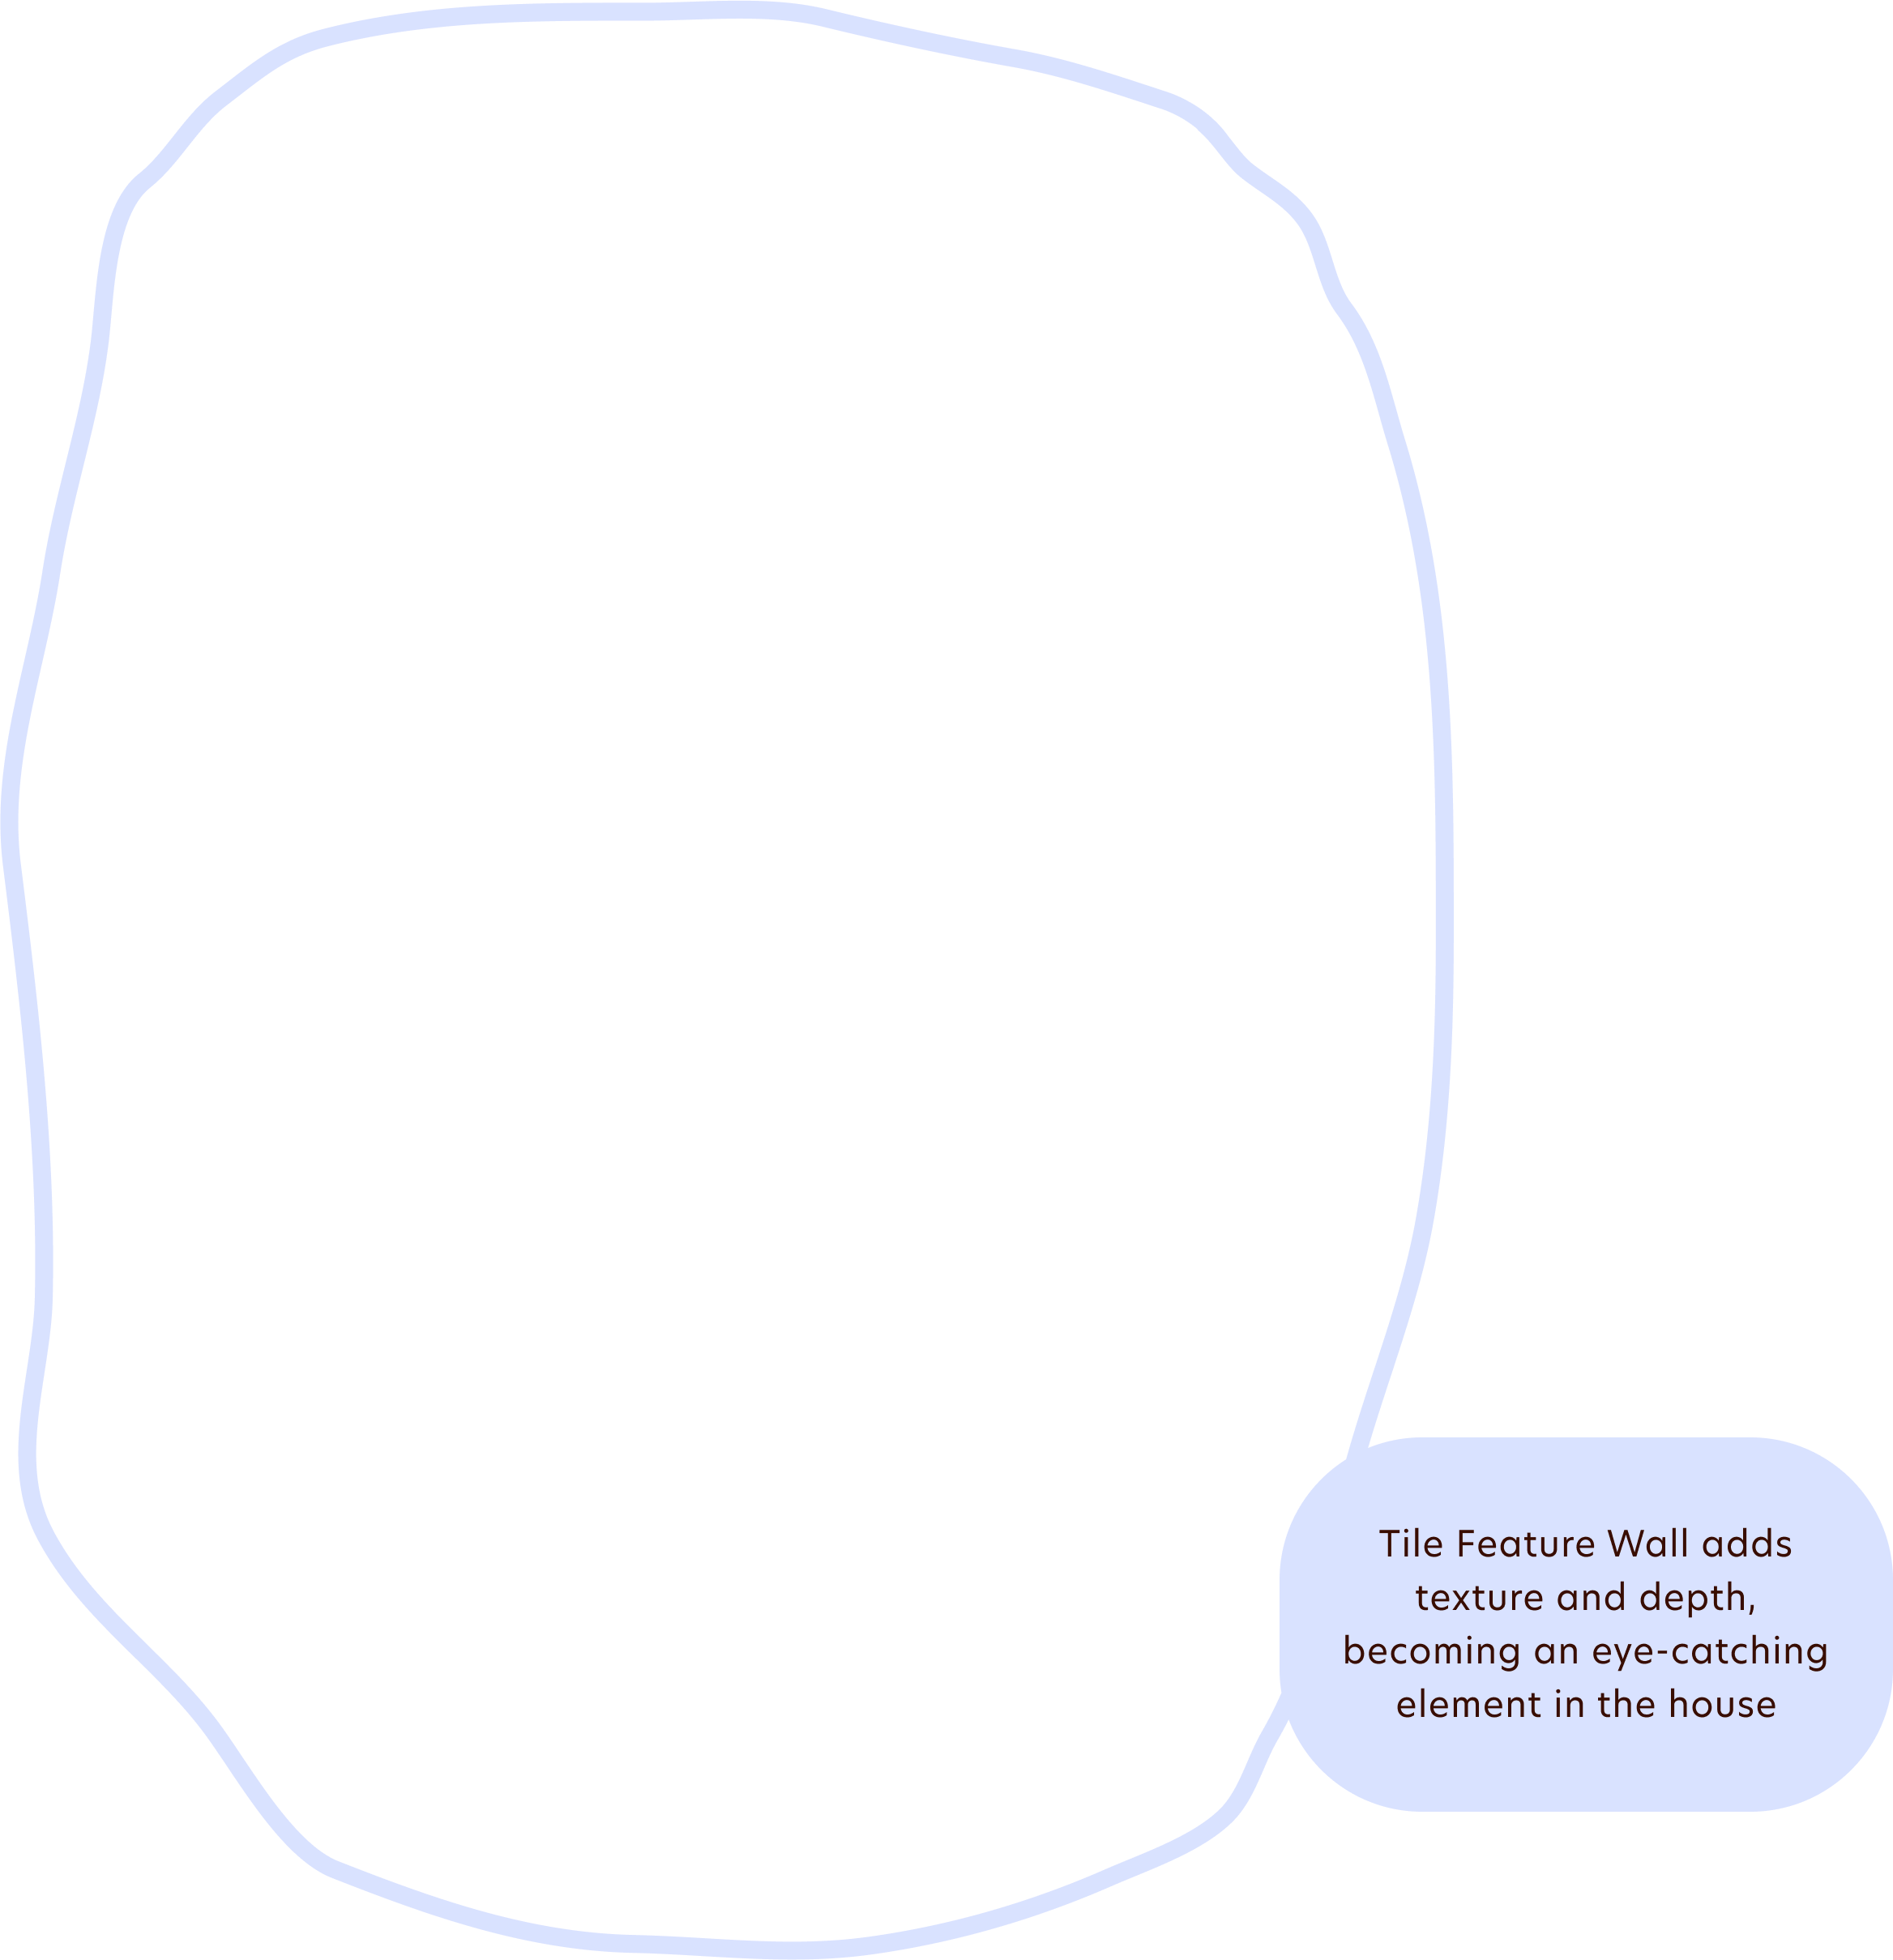 Tile Feature Wall adds
texture and depth,
becoming an eye-catching
element in the house